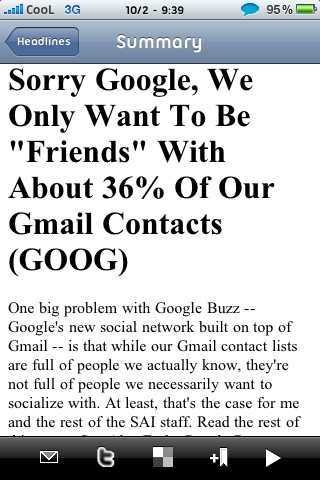 CooL 3G 10/2 - 9:39 95%
Headlines Summary
Sorry Google, We
Only Want To Be
"Friends" With
About 36% Of Our
Gmail Contacts
(GOOG)
One big problem with Google Buzz --
Google's new social network built on top of
Gmail -- is that while our Gmail contact lists
are full of people we actually know, they're
not full of people we necessarily want to
socialize with. At least, that's the case for me
and the rest of the SAI staff. Read the rest of